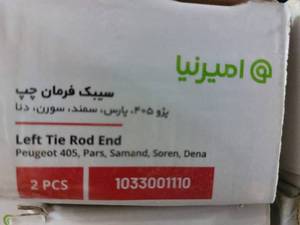 امیرنیا
سیبک فرمان چپ
پژو ۴۰۵، پارس، سمند، سورن، دنا
Left Tie Rod End
Peugeot 405, Pars, Samand, Soren, Dena
2 PCS 1033001110